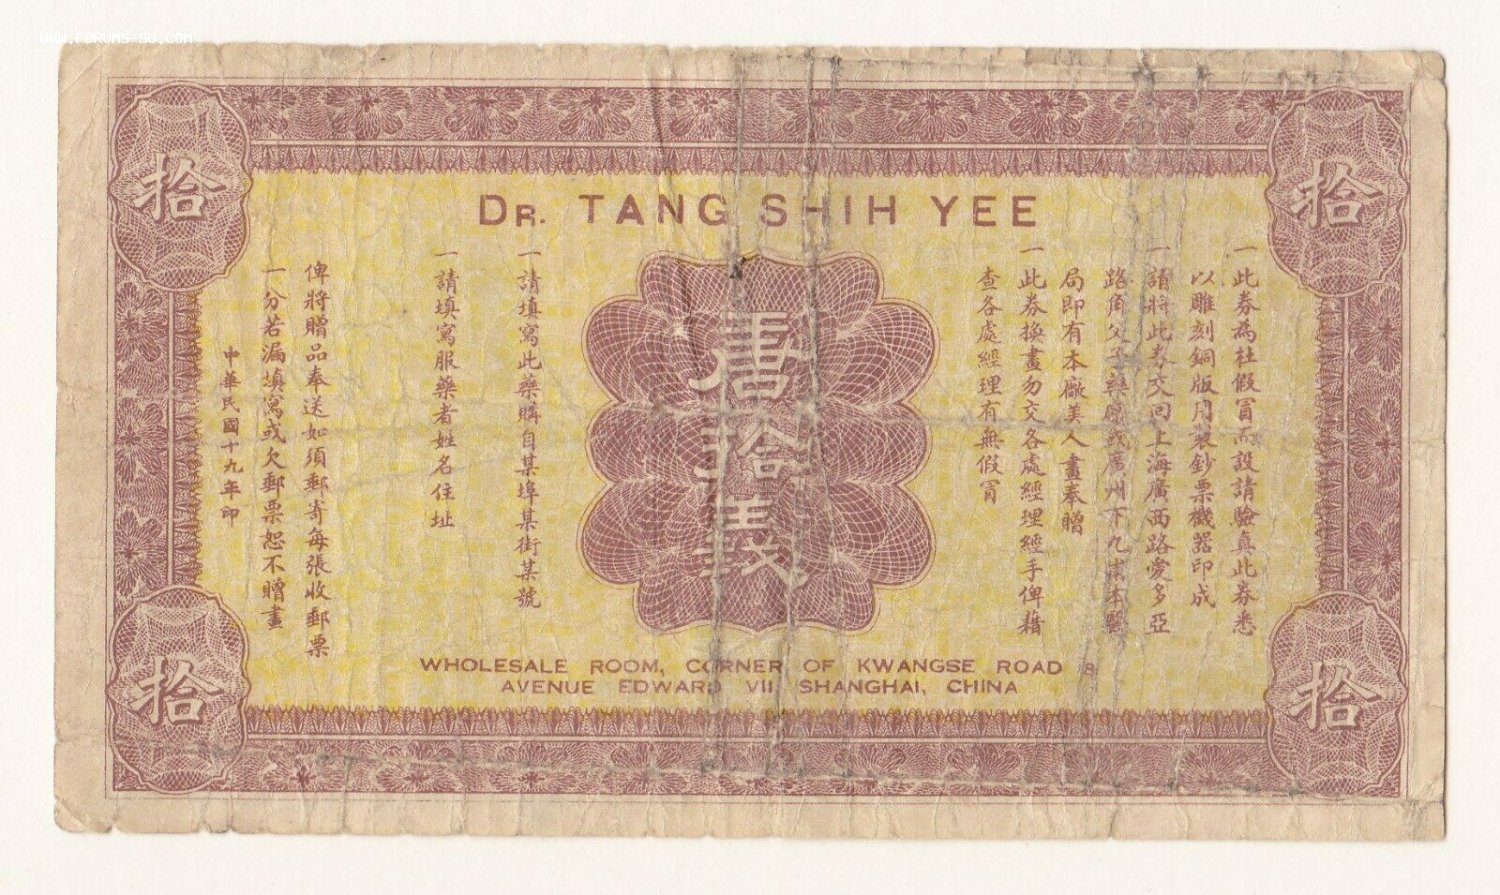 www.FORUMS-SU.COM
拾
拾
DR. TANG SHIH YEE
一此券為杜假冒而設請驗真此券悉
以雕刻銅版用製鈔票機器印成
一請將此券交回上海廣西路愛多亞
路角父子藥或廣州下九甫本醫
局即有本廠美人畫奉贈
一此券換畫勿交各處經理經手俾藉
查各處經理有無假冒
唐拾義
一請填寫此藥購自某埠某街某號
一請填寫服藥者姓名住址
俾將贈品奉送如須郵寄每張收郵票
一分若漏填寫或欠郵票恕不贈畫
中華民國十九年印
WHOLESALE ROOM, CORNER OF KWANGSE ROAD &
AVENUE EDWARD VII SHANGHAI, CHINA
拾
拾